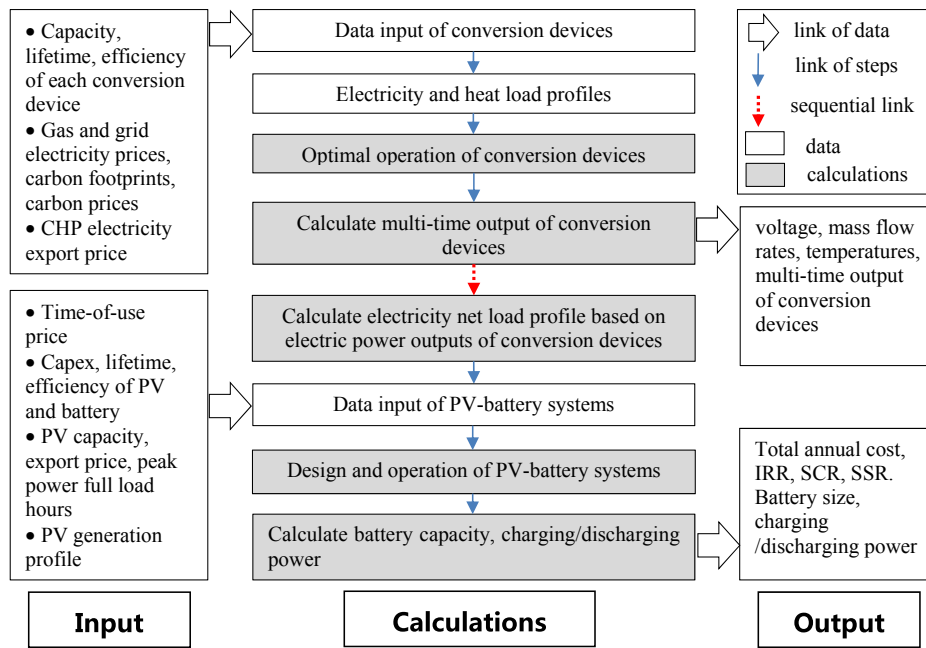 • Capacity,
lifetime, efficiency
of each conversion
device
• Gas and grid
electricity prices,
carbon footprints,
carbon prices
• CHP electricity
export price
• Time-of-use
price
• Capex, lifetime,
efficiency of PV
and battery
• PV capacity,
export price, peak
power full load
hours
• PV generation
profile
Input
Data input of conversion devices
Electricity and heat load profiles
Optimal operation of conversion devices
Calculate multi-time output of conversion
devices
Calculate electricity net load profile based on
electric power outputs of conversion devices
Data input of PV-battery systems
Design and operation of PV-battery systems
Calculate battery capacity, charging/discharging
power
Calculations
link of data
link of steps
sequential link
data
calculations
voltage, mass flow
rates, temperatures,
multi-time output
of conversion
devices
Total annual cost,
IRR, SCR, SSR.
Battery size,
charging
/discharging power
Output